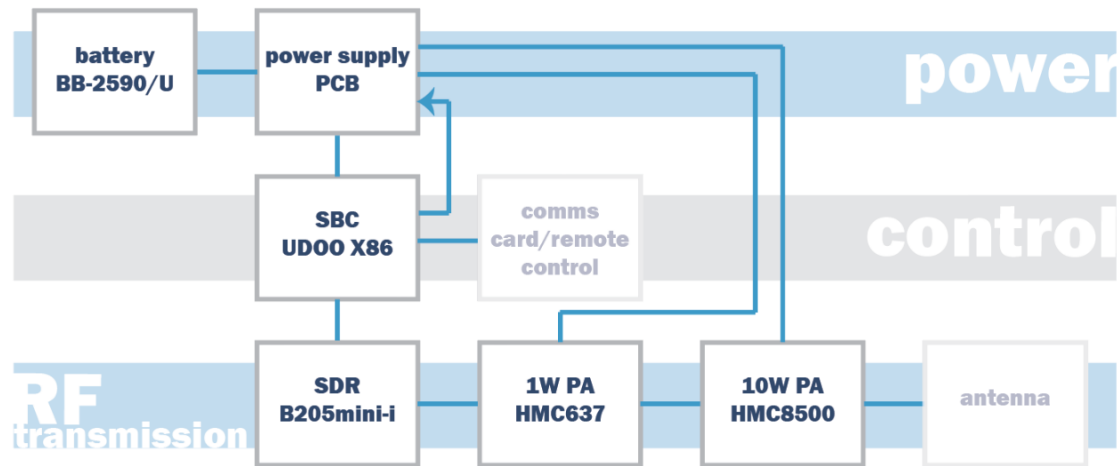 battery
BB-2590/U
power supply
PCB
power
SBC
UDOO X86
comms
card/remote
control
control
RF
transmission
SDR
B205mini-i
1W PA
HMC637
10W PA
HMC8500
antenna